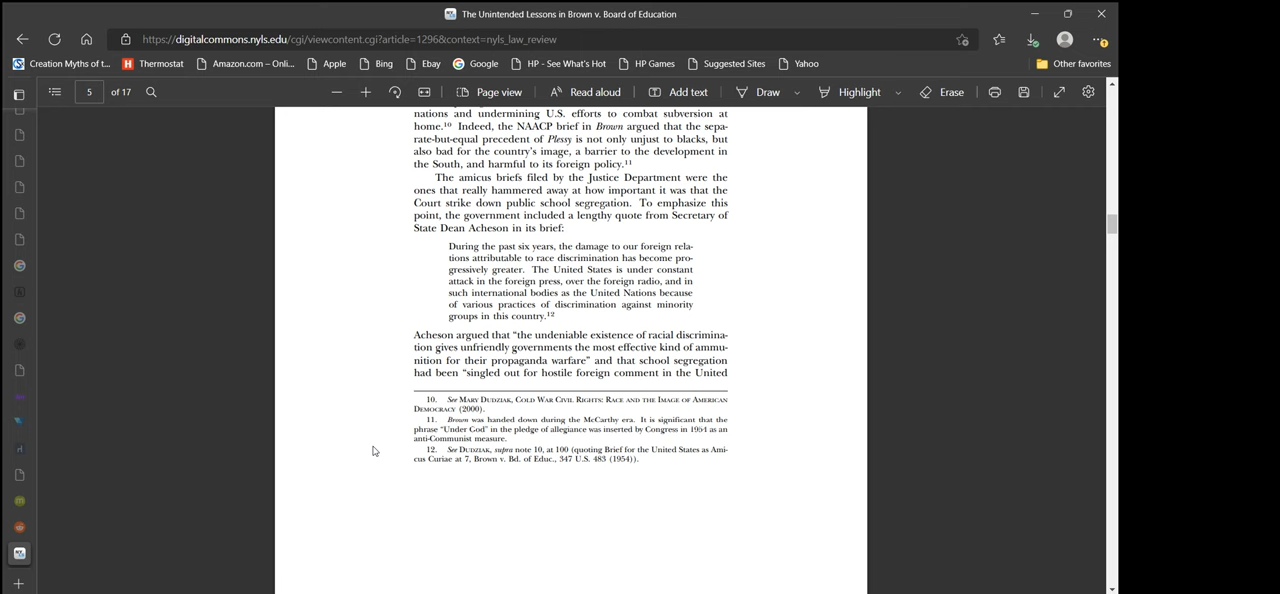 The Unintended Lessons in Brown v. Board of Education
https://digitalcommons.nyls.edu/cgi/viewcontent.cgi?article=1296&context=nyls_law_review
Creation Myths of t... Thermostat Amazon.com – Onli... Apple Bing Ebay Google HP - See What's Hot HP Games Suggested Sites Yahoo Other favorites
5 of 17 Page view Read aloud Add text Draw Highlight Erase
nations and undermining U.S. efforts to combat subversion at
home.¹⁰ Indeed, the NAACP brief in Brown argued that the sepa-
rate-but-equal precedent of Plessy is not only unjust to blacks, but
also bad for the country's image, a barrier to the development in
the South, and harmful to its foreign policy.¹¹
The amicus briefs filed by the Justice Department were the
ones that really hammered away at how important it was that the
Court strike down public school segregation. To emphasize this
point, the government included a lengthy quote from Secretary of
State Dean Acheson in its brief:
During the past six years, the damage to our foreign rela-
tions attributable to race discrimination has become pro-
gressively greater. The United States is under constant
attack in the foreign press, over the foreign radio, and in
such international bodies as the United Nations because
of various practices of discrimination against minority
groups in this country.¹²
Acheson argued that “the undeniable existence of racial discrimina-
tion gives unfriendly governments the most effective kind of ammu-
nition for their propaganda warfare” and that school segregation
had been “singled out for hostile foreign comment in the United
10. See MARY DUDZIAK, COLD WAR CIVIL RIGHTS: RACE AND THE IMAGE OF AMERICAN
DEMOCRACY (2000).
11. Brown was handed down during the McCarthy era. It is significant that the
phrase “Under God” in the pledge of allegiance was inserted by Congress in 1954 as an
anti-Communist measure.
12. See DUDZIAK, supra note 10, at 100 (quoting Brief for the United States as Ami-
cus Curiae at 7, Brown v. Bd. of Educ., 347 U.S. 483 (1954)).